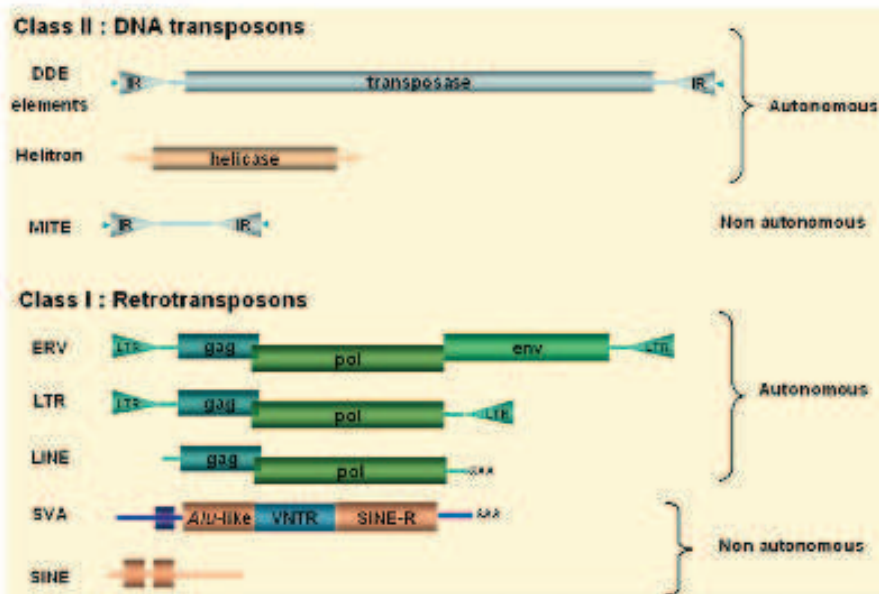 Class II : DNA transposons
DDE
elements
IR transposase IR
Autonomous
Helitron helicase
MITE IR IR
Non autonomous
Class I : Retrotransposons
ERV LTR gag pol env LTR
LTR LTR gag pol LTR
Autonomous
LINE gag pol AAA
SVA Alu-like VNTR SINE-R AAA
Non autonomous
SINE